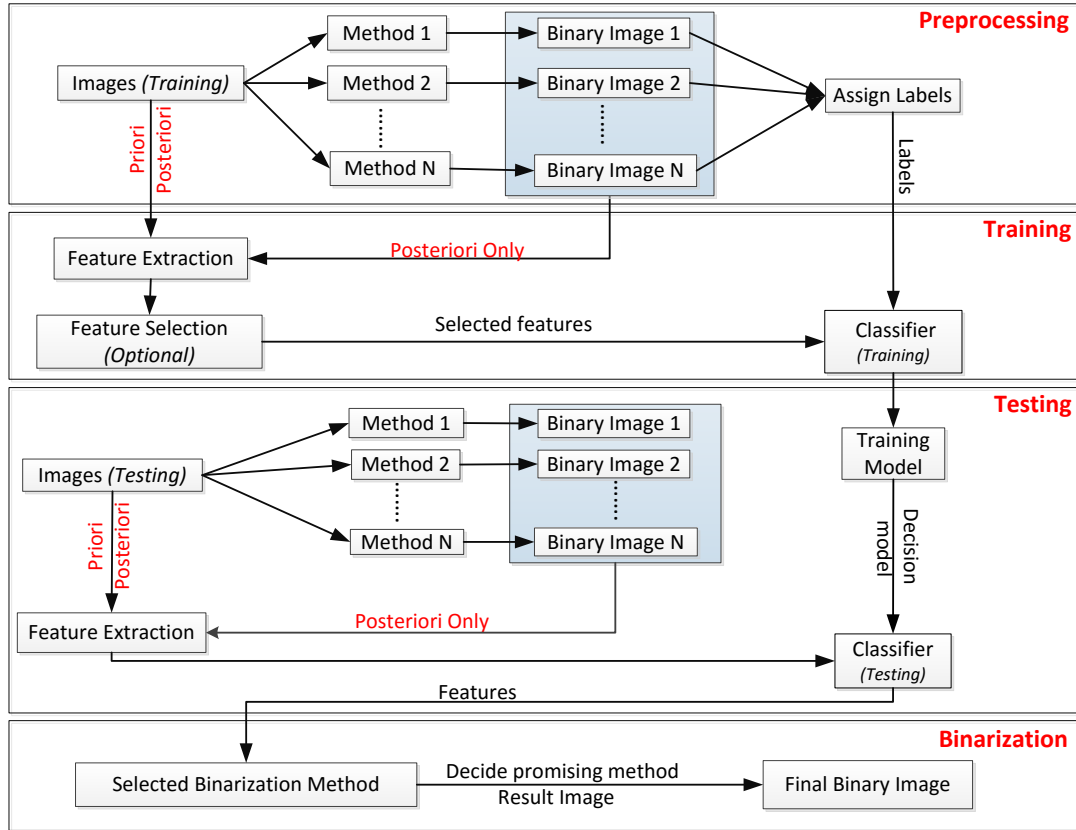 Preprocessing
Method 1
Binary Image 1
Images (Training)
Method 2
Binary Image 2
Assign Labels
Method N
Binary Image N
Priori
Posteriori
Labels
Training
Feature Extraction
Posteriori Only
Feature Selection
(Optional)
Selected features
Classifier
(Training)
Testing
Method 1
Binary Image 1
Training
Model
Images (Testing)
Method 2
Binary Image 2
Method N
Binary Image N
Priori
Posteriori
Decision
model
Feature Extraction
Posteriori Only
Classifier
(Testing)
Features
Binarization
Selected Binarization Method
Decide promising method
Result Image
Final Binary Image